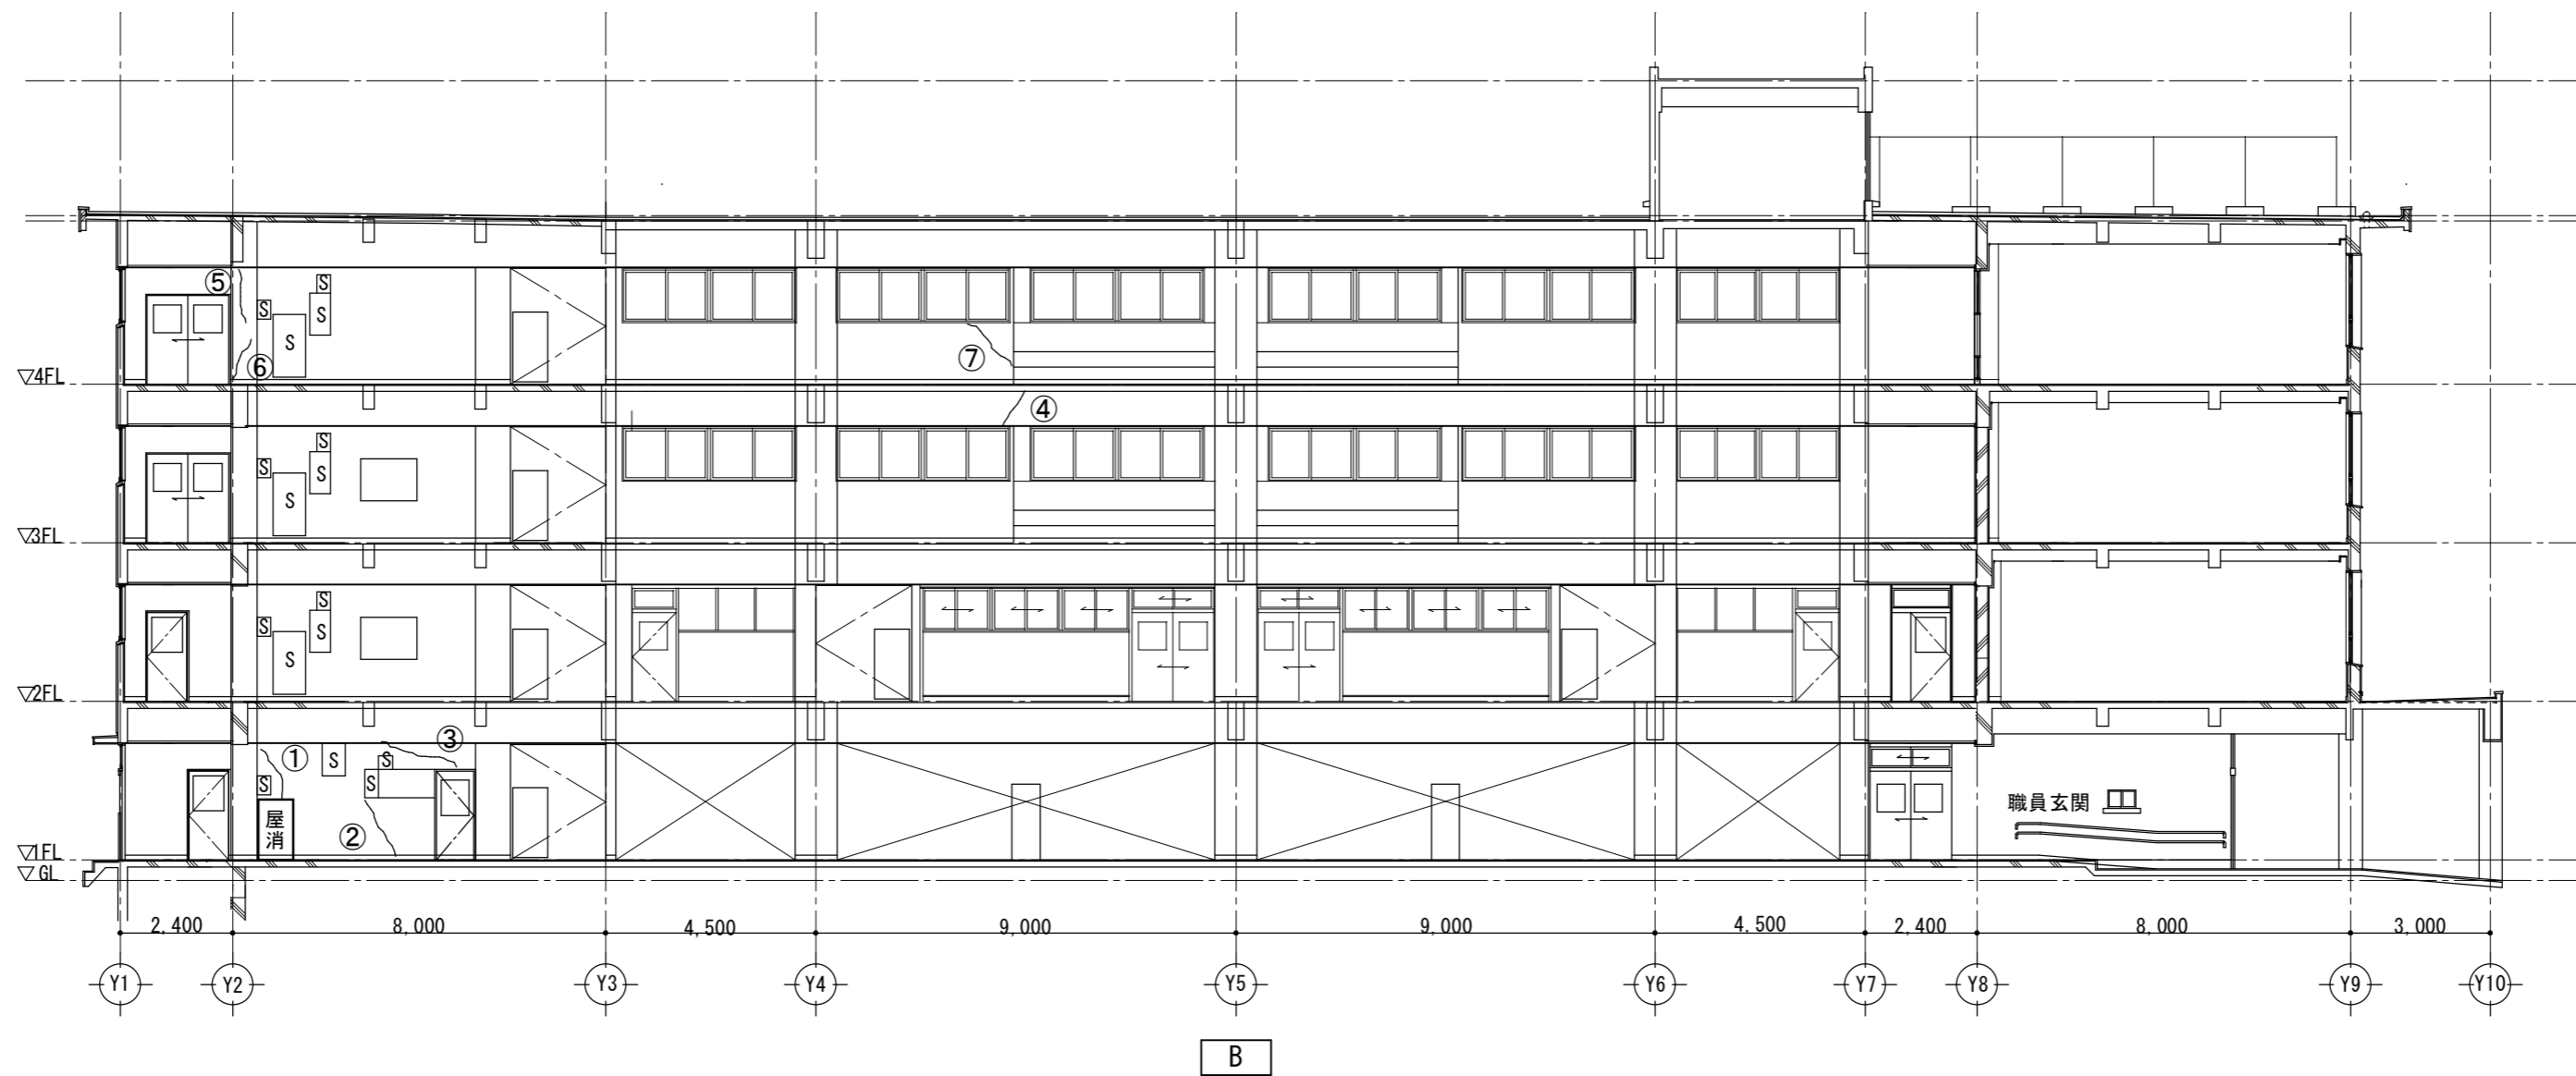 ⑤
S
S
S
S
⑥
⑦
▽4FL
④
S
S
S
S
▽3FL
S
S
S
S
▽2FL
③
①
S
S
S
S
屋消
②
職員玄関
▽1FL
▽GL
2,400
8,000
4,500
9,000
9,000
4.500
2,400
8,000
3,000
Y1
Y2
Y3
Y4
Y5
Y6
Y7
Y8
Y9
Y10
B